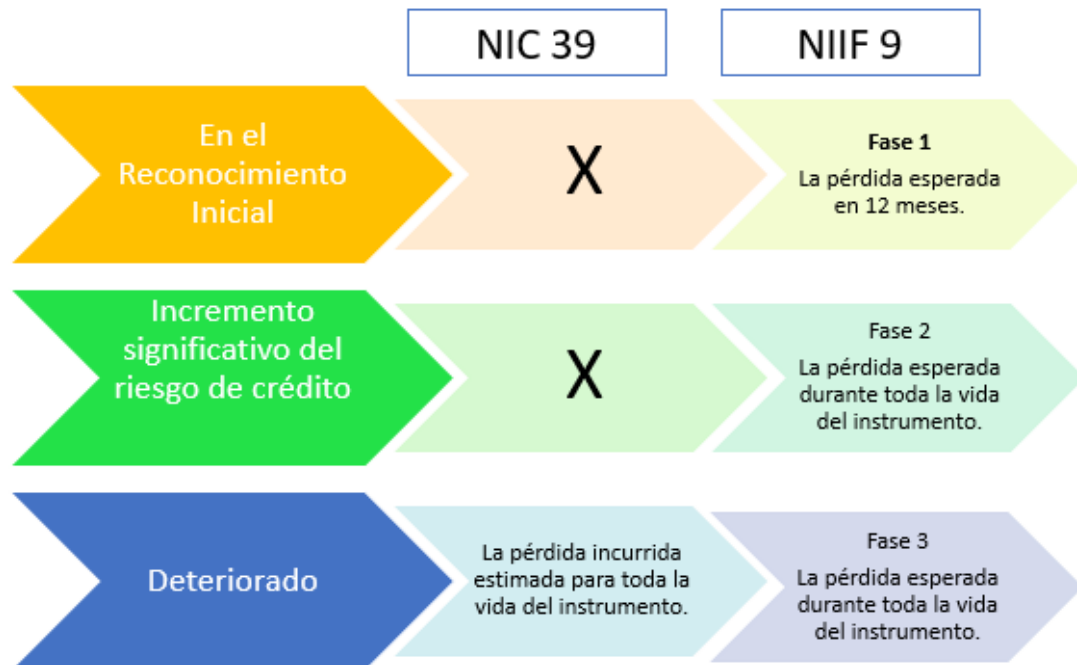 NIC 39
NIIF 9
En el
Reconocimiento
Inicial
X
Fase 1
La pérdida esperada
en 12 meses.
Incremento
significativo del
riesgo de crédito
X
Fase 2
La pérdida esperada
durante toda la vida
del instrumento.
Deteriorado
La pérdida incurrida
estimada para toda la
vida del instrumento.
Fase 3
La pérdida esperada
durante toda la vida
del instrumento.